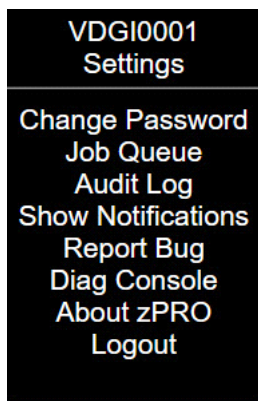 VDGI0001
Settings
Change Password
Job Queue
Audit Log
Show Notifications
Report Bug
Diag Console
About zPRO
Logout